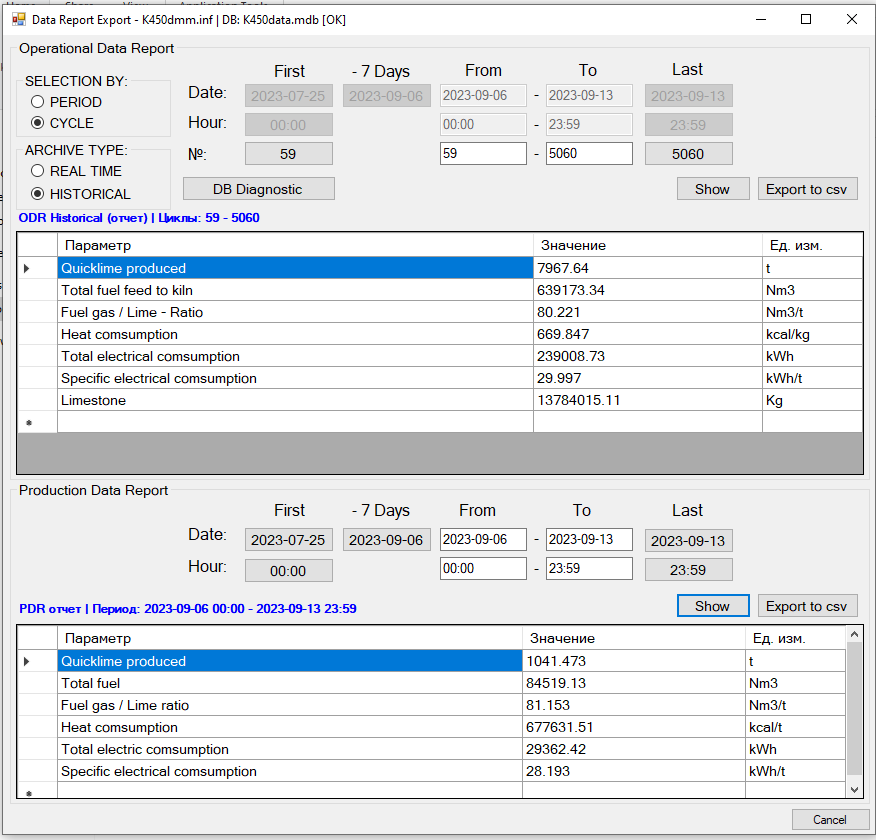 Data Report Export - K450dmm.inf | DB: K450data.mdb [OK]
Operational Data Report
First - 7 Days From To Last
SELECTION BY:
Date: 2023-07-25 2023-09-06 2023-09-06 - 2023-09-13 2023-09-13
PERIOD
CYCLE
Hour: 00:00 00:00 - 23:59 23:59
ARCHIVE TYPE:
№: 59 59 - 5060 5060
REAL TIME
HISTORICAL
DB Diagnostic Show Export to csv
ODR Historical (отчет) | Циклы: 59 - 5060
Параметр Значение Ед. изм.
Quicklime produced 7967.64 t
Total fuel feed to kiln 639173.34 Nm3
Fuel gas / Lime - Ratio 80.221 Nm3/t
Heat comsumption 669.847 kcal/kg
Total electrical comsumption 239008.73 kWh
Specific electrical comsumption 29.997 kWh/t
Limestone 13784015.11 Kg
Production Data Report
First - 7 Days From To Last
Date: 2023-07-25 2023-09-06 2023-09-06 - 2023-09-13 2023-09-13
Hour: 00:00 00:00 - 23:59 23:59
PDR отчет | Период: 2023-09-06 00:00 - 2023-09-13 23:59
Show Export to csv
Параметр Значение Ед. изм.
Quicklime produced 1041.473 t
Total fuel 84519.13 Nm3
Fuel gas / Lime ratio 81.153 Nm3/t
Heat comsumption 677631.51 kcal/t
Total electric comsumption 29362.42 kWh
Specific electrical comsumption 28.193 kWh/t
Cancel